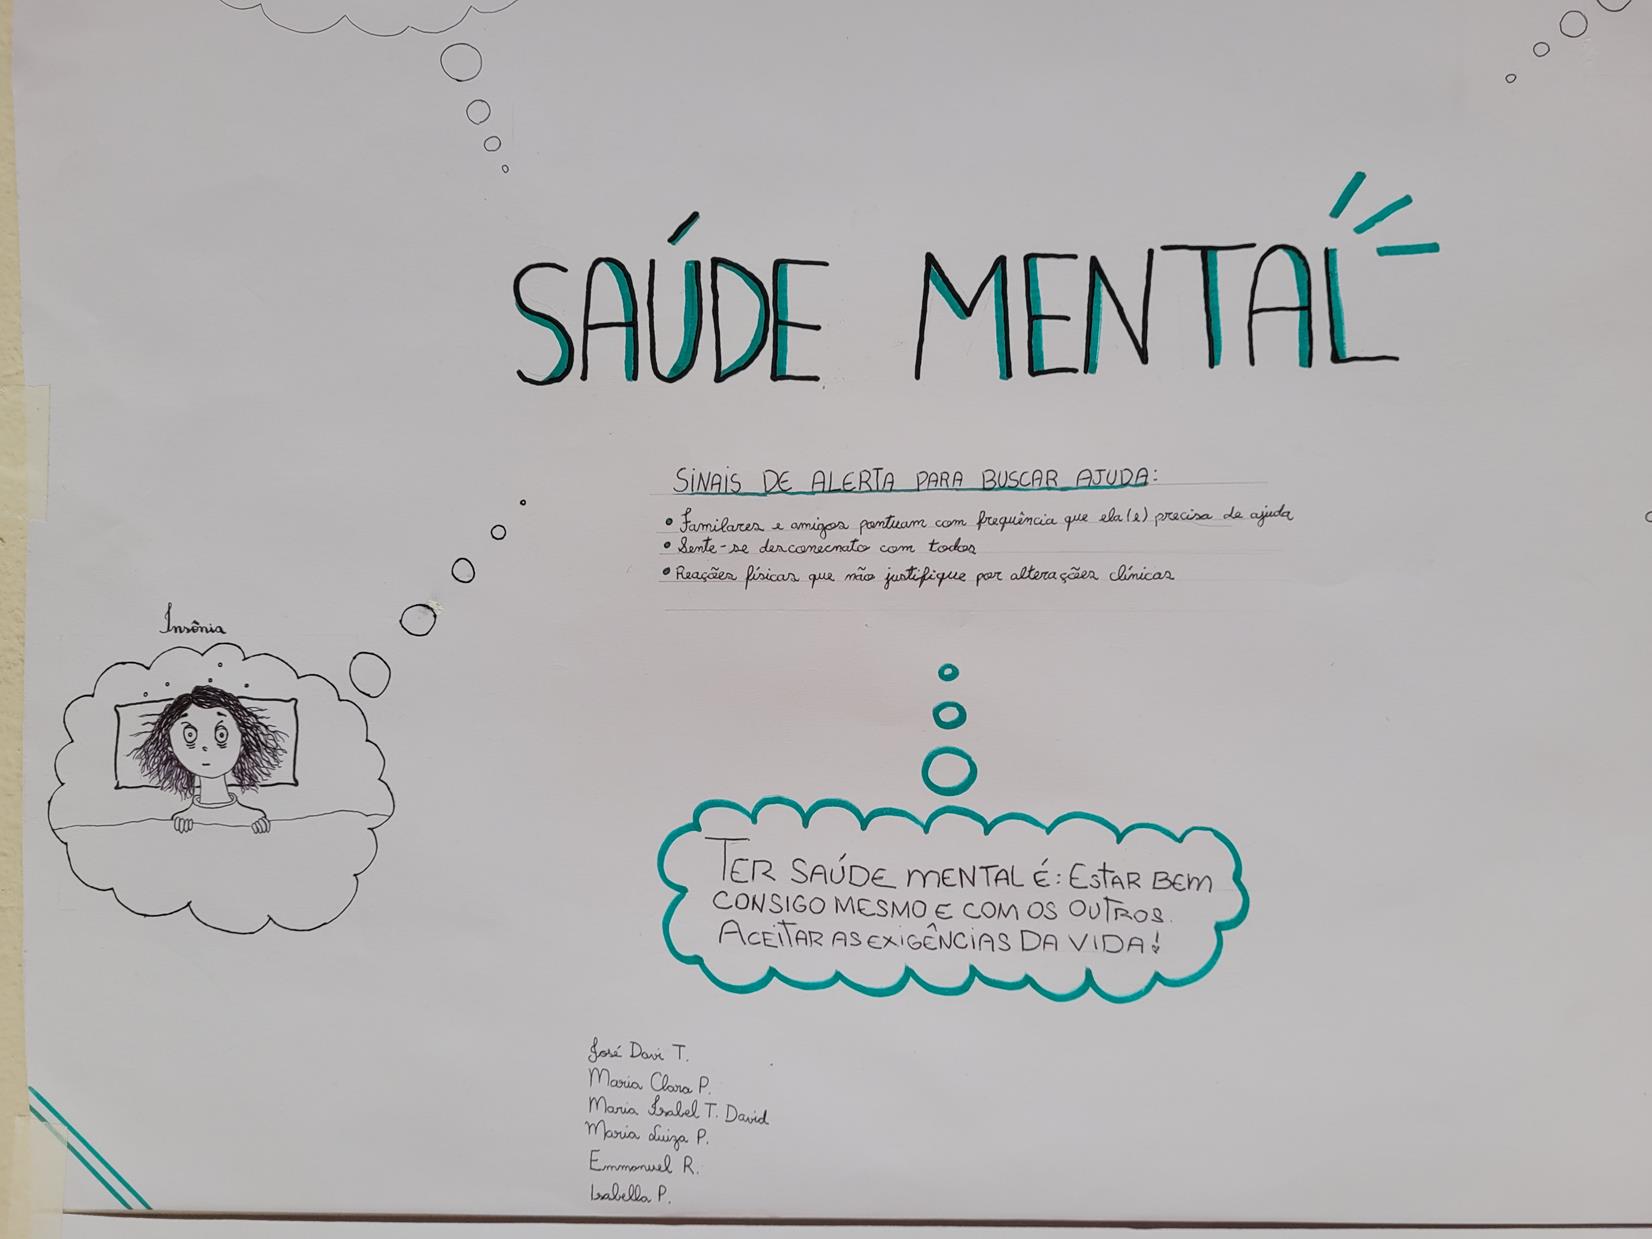 SAÚDE MENTAL
SINAIS DE ALERTA PARA BUSCAR AJUDA:
• Familares e amigos pontuam com frequência que ela(e) precisa de ajuda
• Sente-se desconecnato com todos
• Reações físicas que não justifique por alterações clínicas
Insônia
TER SAÚDE MENTAL É: ESTAR BEM
CONSIGO MESMO E COM OS OUTROS.
ACEITAR AS EXIGÊNCIAS DA VIDA!
José Davi T.
Maria Clara P.
Maria Isabel T. David
Maria Luiza P.
Emmanuel R.
Isabella P.